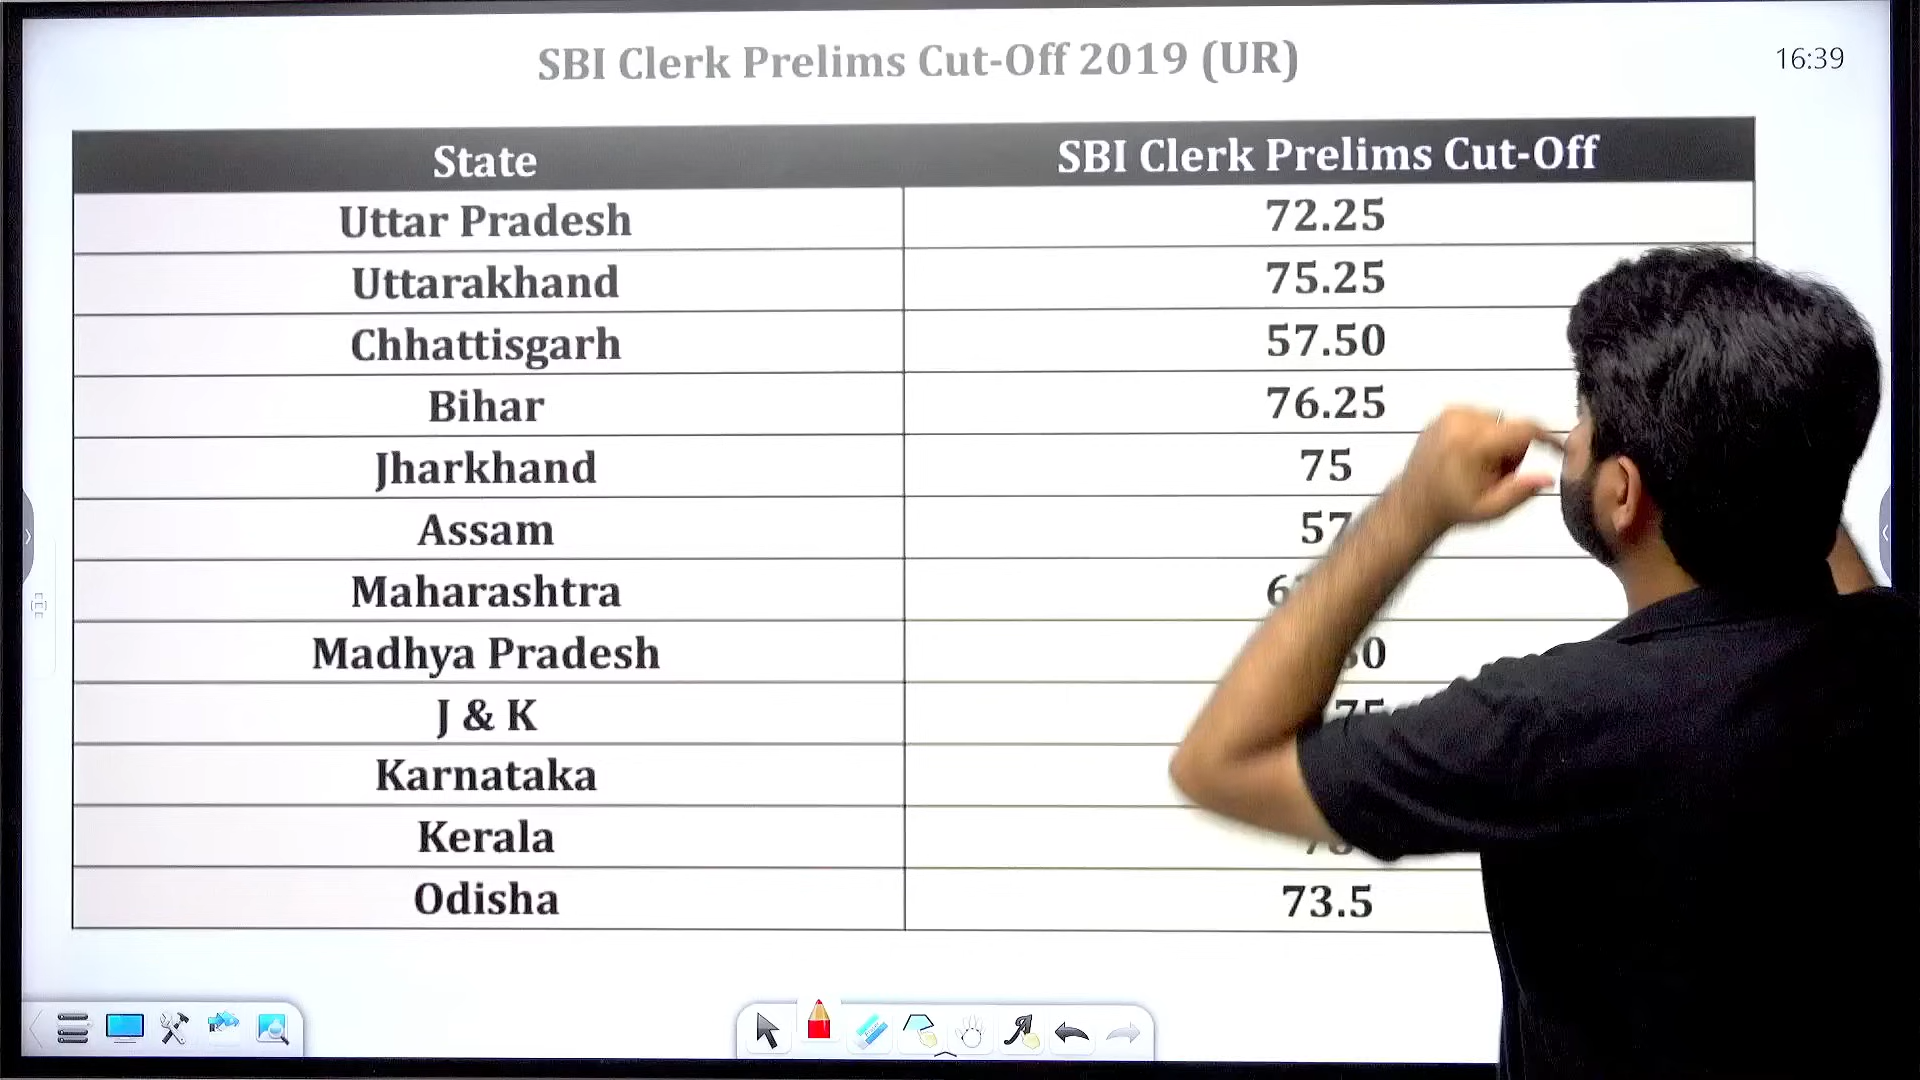 SBI Clerk Prelims Cut-Off 2019 (UR)
16:39
State SBI Clerk Prelims Cut-Off
Uttar Pradesh 72.25
Uttarakhand 75.25
Chhattisgarh 57.50
Bihar 76.25
Jharkhand 75
Assam
Maharashtra
Madhya Pradesh
J & K
Karnataka
Kerala
Odisha 73.5